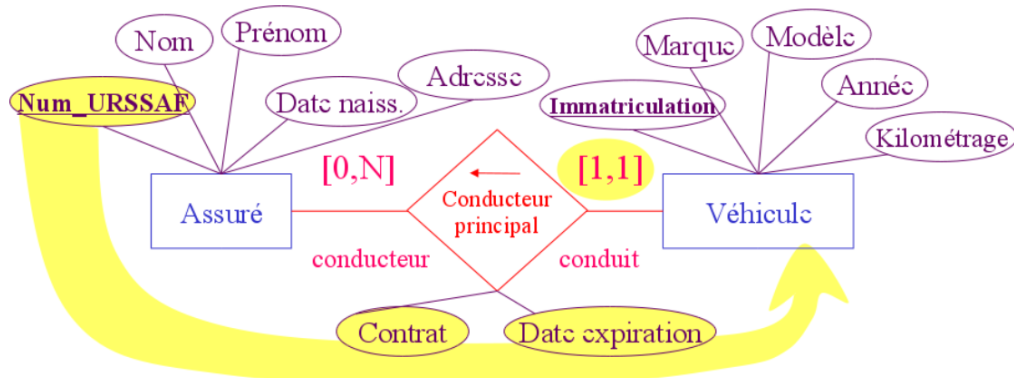 Nom
Prénom
Marque
Modèle
Num_URSSAF
Date naiss.
Adresse
Immatriculation
Année
Kilométrage
[0,N]
[1,1]
Assuré
Conducteur
principal
Véhicule
conducteur
conduit
Contrat
Date expiration